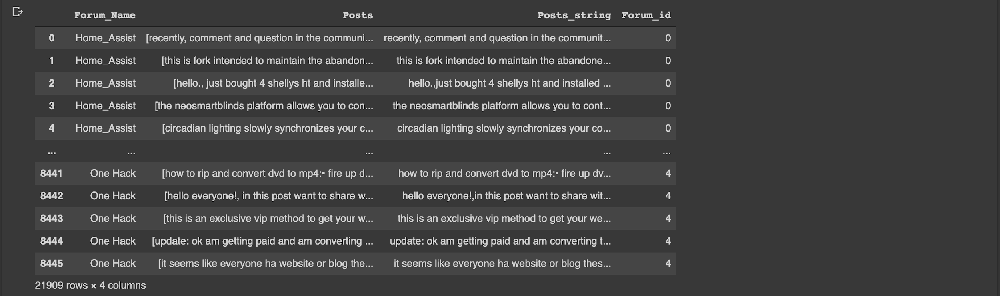 Forum_Name Posts Posts_string Forum_id
0 Home_Assist [recently, comment and question in the communi... recently, comment and question in the communit... 0
1 Home_Assist [this is fork intended to maintain the abandon... this is fork intended to maintain the abandone... 0
2 Home_Assist [hello., just bought 4 shellys ht and installe... hello.,just bought 4 shellys ht and installed ... 0
3 Home_Assist [the neosmartblinds platform allows you to con... the neosmartblinds platform allows you to cont... 0
4 Home_Assist [circadian lighting slowly synchronizes your c... circadian lighting slowly synchronizes your co... 0
... ... ... ... ...
8441 One Hack [how to rip and convert dvd to mp4:• fire up d... how to rip and convert dvd to mp4:• fire up dv... 4
8442 One Hack [hello everyone!, in this post want to share w... hello everyone!,in this post want to share wit... 4
8443 One Hack [this is an exclusive vip method to get your w... this is an exclusive vip method to get your we... 4
8444 One Hack [update: ok am getting paid and am converting ... update: ok am getting paid and am converting t... 4
8445 One Hack [it seems like everyone ha website or blog the... it seems like everyone ha website or blog thes... 4
21909 rows × 4 columns